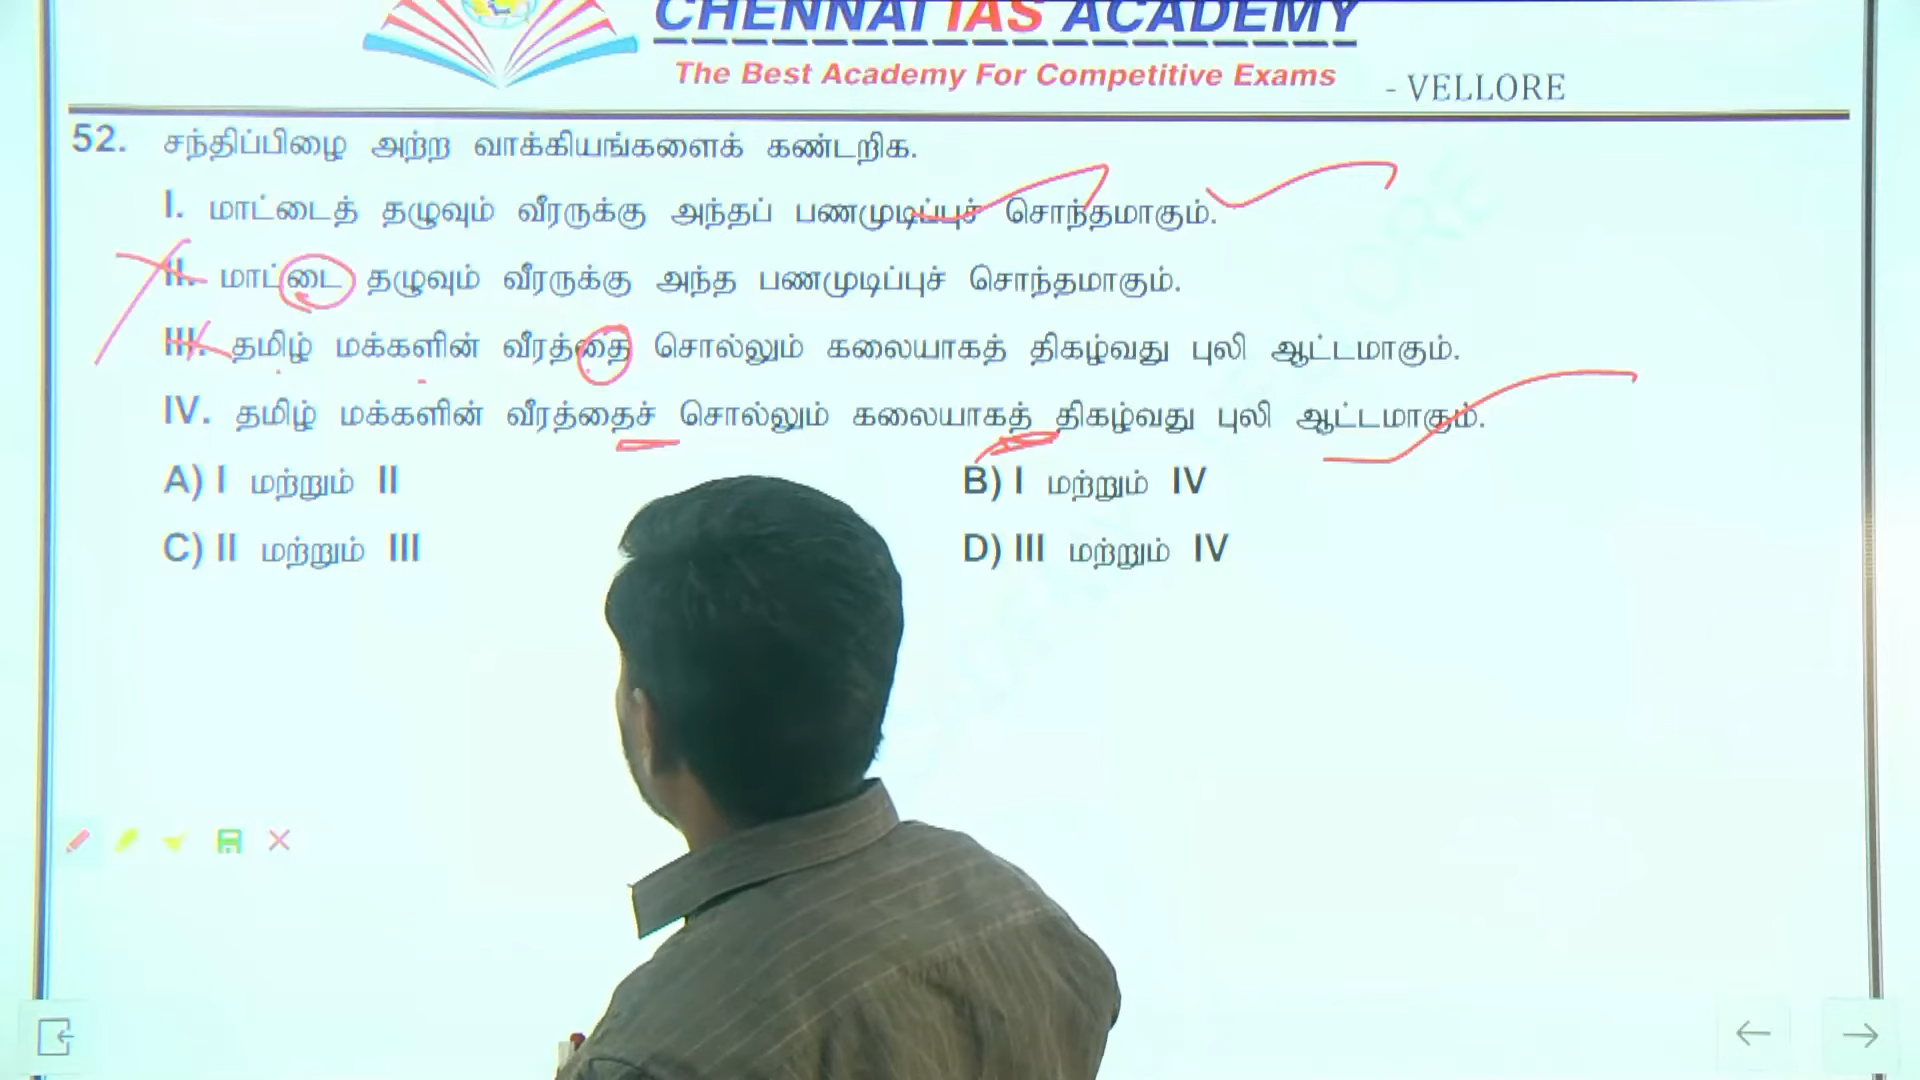 CHENNAI IAS ACADEMY
The Best Academy For Competitive Exams
- VELLORE
52. சந்திப்பிழை அற்ற வாக்கியங்களைக் கண்டறிக.
I. மாட்டைத் தழுவும் வீரருக்கு அந்தப் பணமுடிப்புச் சொந்தமாகும்.
II. மாட்டை தழுவும் வீரருக்கு அந்த பணமுடிப்புச் சொந்தமாகும்.
III. தமிழ் மக்களின் வீரத்தை சொல்லும் கலையாகத் திகழ்வது புலி ஆட்டமாகும்.
IV. தமிழ் மக்களின் வீரத்தைச் சொல்லும் கலையாகத் திகழ்வது புலி ஆட்டமாகும்.
A) I மற்றும் II
B) I மற்றும் IV
C) II மற்றும் III
D) III மற்றும் IV